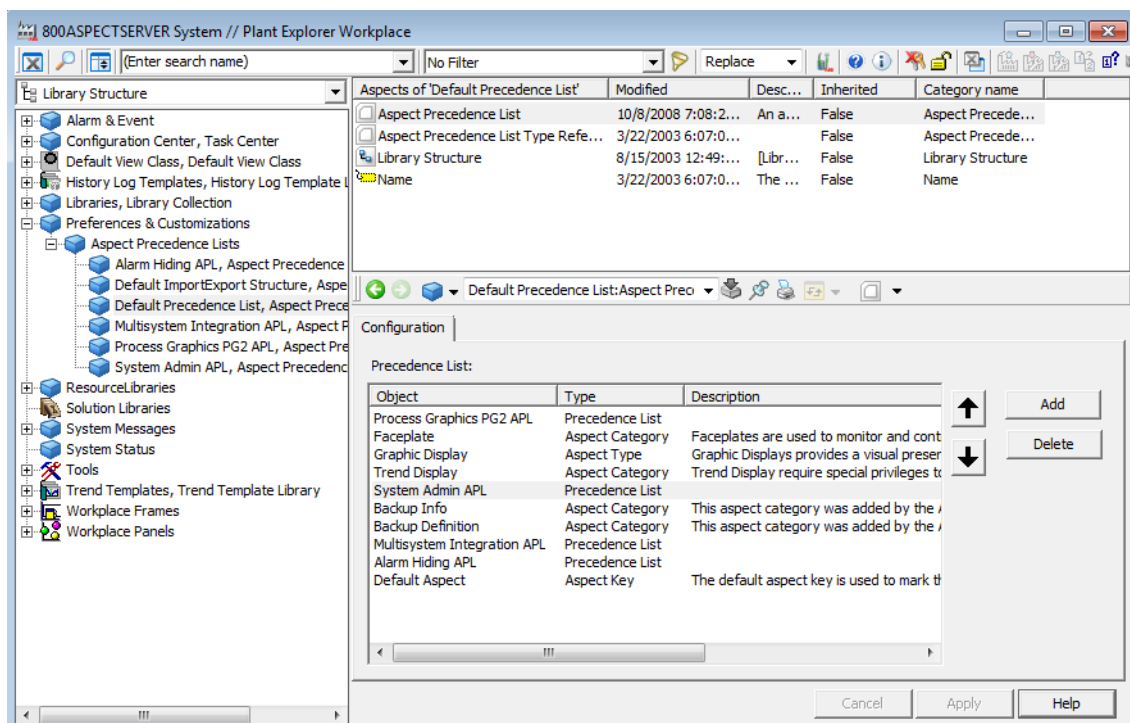 800ASPECTSERVER System // Plant Explorer Workplace
(Enter search name)
No Filter
Replace
Library Structure
Alarm & Event
Configuration Center, Task Center
Default View Class, Default View Class
History Log Templates, History Log Template L
Libraries, Library Collection
Preferences & Customizations
Aspect Precedence Lists
Alarm Hiding APL, Aspect Precedence
Default ImportExport Structure, Aspe
Default Precedence List, Aspect Prece
Multisystem Integration APL, Aspect P
Process Graphics PG2 APL, Aspect Pre
System Admin APL, Aspect Precedenc
ResourceLibraries
Solution Libraries
System Messages
System Status
Tools
Trend Templates, Trend Template Library
Workplace Frames
Workplace Panels
Aspects of 'Default Precedence List' Modified Desc... Inherited Category name
Aspect Precedence List 10/8/2008 7:08:2... An a... False Aspect Precede...
Aspect Precedence List Type Refe... 3/22/2003 6:07:0... False Aspect Precede...
Library Structure 8/15/2003 12:49:... [Libr... False Library Structure
Name 3/22/2003 6:07:0... The ... False Name
Default Precedence List:Aspect Prec
Configuration
Precedence List:
Object Type Description
Process Graphics PG2 APL Precedence List
Faceplate Aspect Category Faceplates are used to monitor and cont
Graphic Display Aspect Type Graphic Displays provides a visual preser
Trend Display Aspect Category Trend Display require special privileges to
System Admin APL Precedence List
Backup Info Aspect Category This aspect category was added by the A
Backup Definition Aspect Category This aspect category was added by the A
Multisystem Integration APL Precedence List
Alarm Hiding APL Precedence List
Default Aspect Aspect Key The default aspect key is used to mark th
Add
Delete
Cancel Apply Help